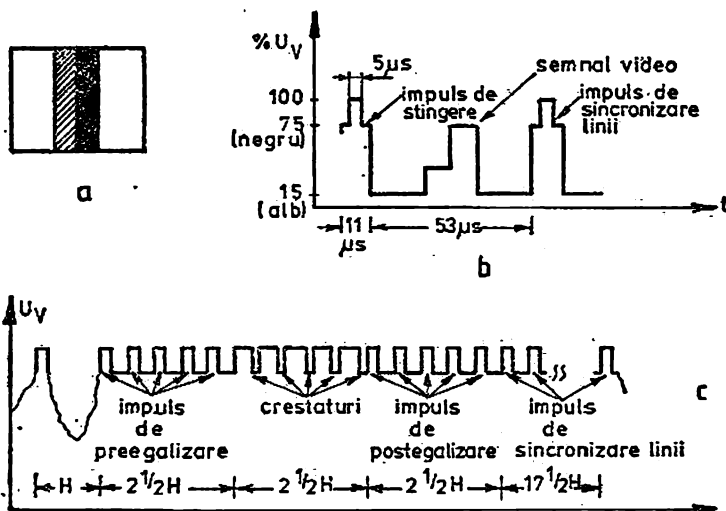 % U_V
5μs
100
75
(negru)
15
(alb)
impuls de
stingere
semnal video
impuls de
sincronizare
linii
11
μs
53μs
t
a
b
U_V
impuls
de
preegalizare
crestaturi
impuls
de
postegalizare
impuls de
sincronizare linii
c
H
2 1/2H
2 1/2H
2 1/2H
17 1/2H